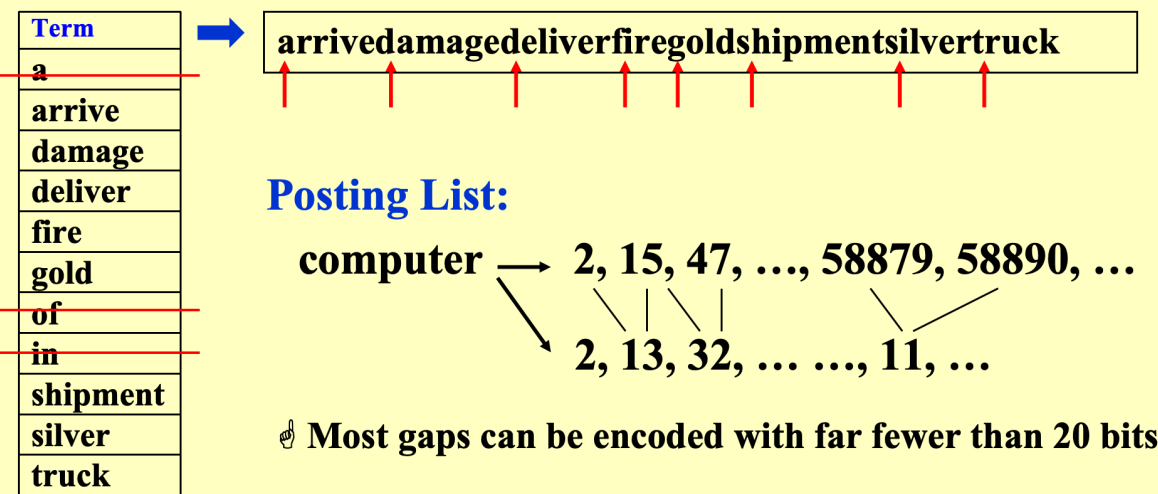 Term
a
arrive
damage
deliver
fire
gold
of
in
shipment
silver
truck
arrivedamagedeliverfiregoldshipmentsilvertruck
Posting List:
computer 2, 15, 47, …, 58879, 58890, …
2, 13, 32, … …, 11, …
☝ Most gaps can be encoded with far fewer than 20 bits